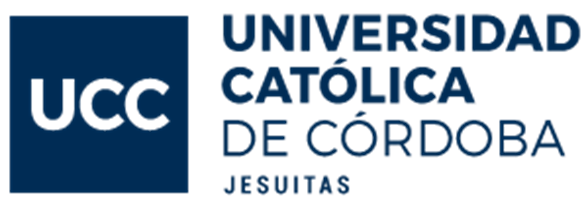 UCC
UNIVERSIDAD
CATÓLICA
DE CÓRDOBA
JESUITAS